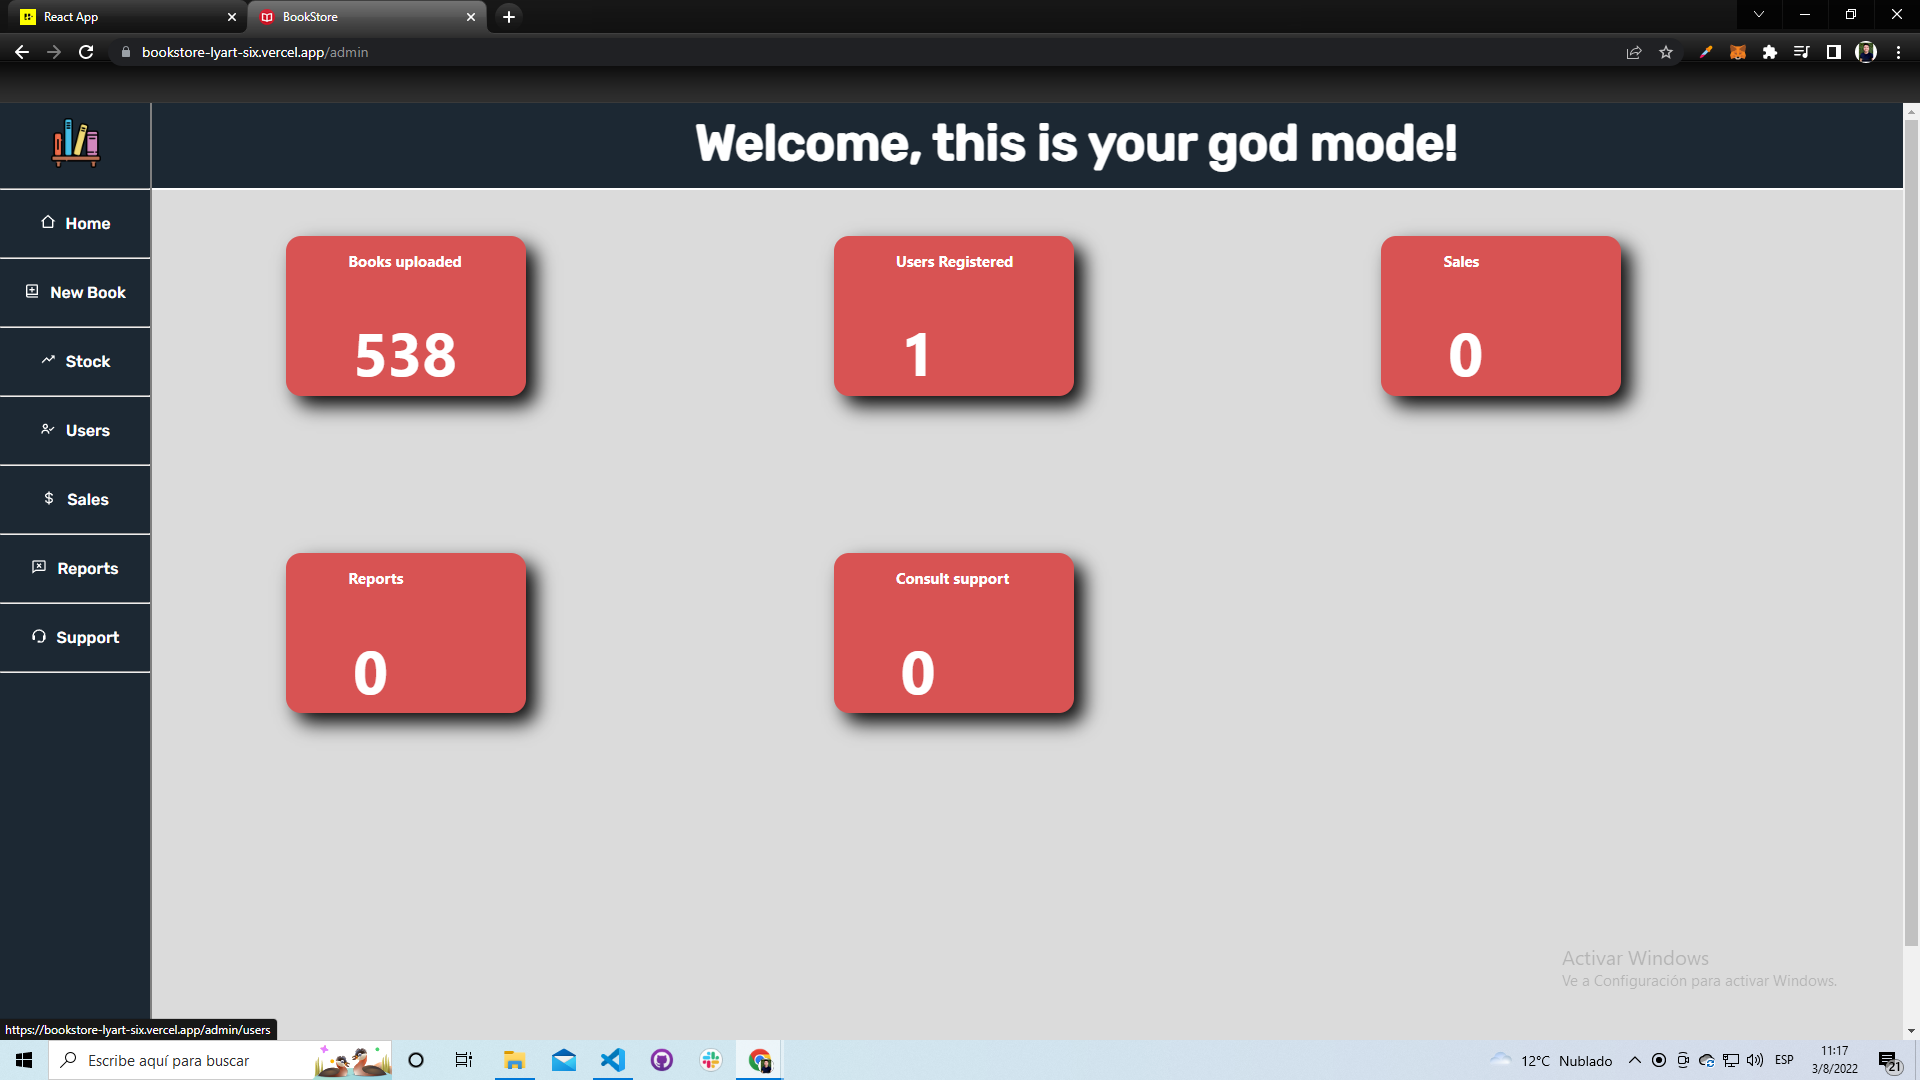 React App
BookStore
bookstore-lyart-six.vercel.app/admin
Welcome, this is your god mode!
Home
New Book
Stock
Users
Sales
Reports
Support
Books uploaded
538
Users Registered
1
Sales
0
Reports
0
Consult support
0
Activar Windows
Ve a Configuración para activar Windows.
https://bookstore-lyart-six.vercel.app/admin/users
Escribe aquí para buscar
12°C Nublado
ESP
11:17
3/8/2022
21